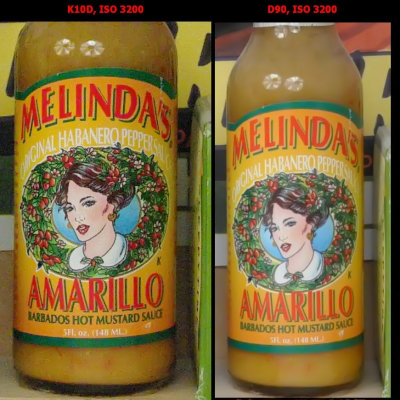 K10D, ISO 3200
MELINDA'S
ORIGINAL HABANERO PEPPER SAUCE
K
AMARILLO
BARBADOS HOT MUSTARD SAUCE
5Fl. oz. (148 ML.)
D90, ISO 3200
MELINDA'S
ORIGINAL HABANERO PEPPER
K
AMARILLO
BARBADOS HOT MUSTARD SAUCE
5Fl. oz. (148 ML.)